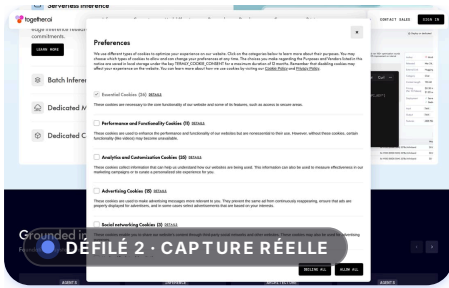 Serverless Inference
together.ai
CONTACT SALES
SIGN IN
commitments.
LEARN MORE
Batch Infere
Dedicated M
Dedicated C
×
Preferences
We use different types of cookies to optimize your experience on our website. Click on the categories below to learn more about their purposes. You may
choose which types of cookies to allow and can change your preferences at any time. The choices you make regarding the Purposes and Vendors listed in this
notice are saved in local storage under the key
for a maximum duration of 12 months. Remember that disabling cookies may
affect your experience on the website. You can learn more about how we use cookies by visiting our Cookie Policy and Privacy Policy.
Essential Cookies (26) DETAILS
These cookies are necessary to the core functionality of our website and some of its features, such as access to secure areas.
Performance and Functionality Cookies (11) DETAILS
These cookies are used to enhance the performance and functionality of our websites but are nonessential to their use. However, without these cookies, certain
functionality (like videos) may become unavailable.
Analytics and Customization Cookies (35) DETAILS
These cookies collect information that can help us understand how our websites are being used. This information can also be used to measure effectiveness in our
marketing campaigns or to curate a personalized site experience for you.
Advertising Cookies (15) DETAILS
These cookies are used to make advertising messages more relevant to you. They prevent the same ad from continuously reappearing, ensure that ads are
properly displayed for advertisers, and in some cases select advertisements that are based on your interests.
Social networking Cookies (3) DETAILS
Grounded in
DÉFILÉ 2 · CAPTURE RÉELLE
DECLINE ALL
ALLOW ALL
AGENTS
AGENTS